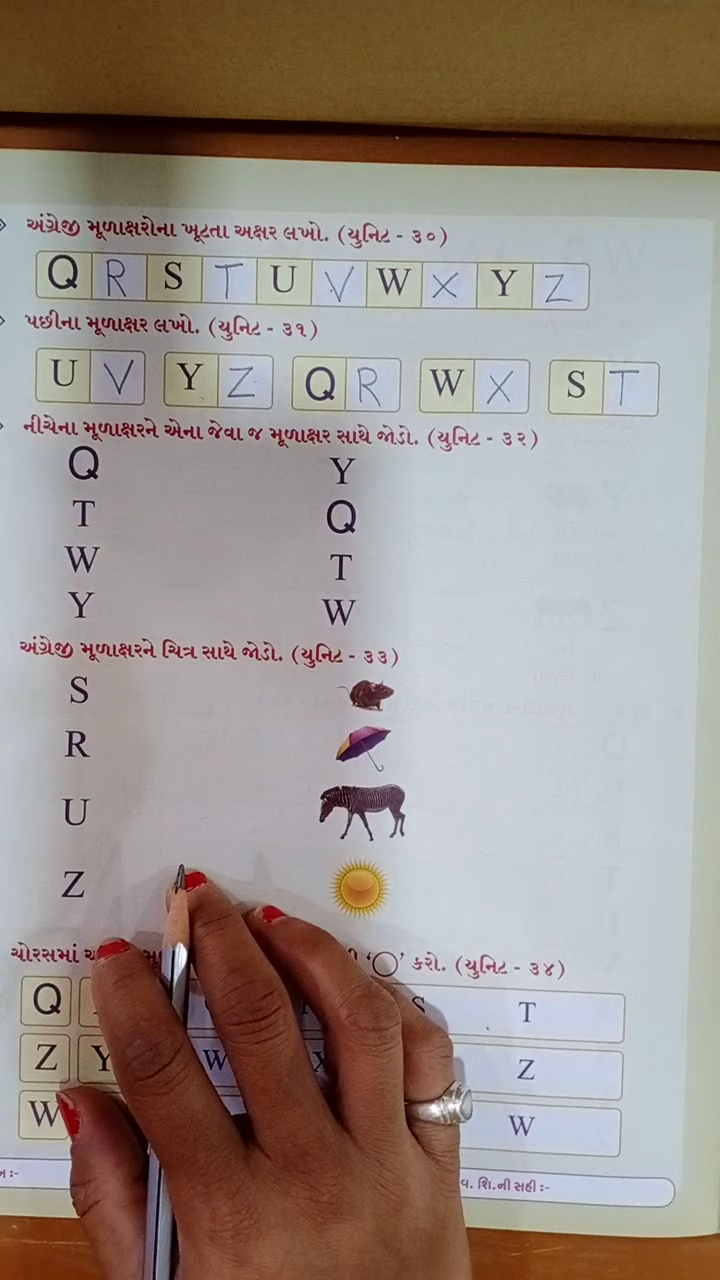 અંગ્રેજી મૂળાક્ષરોના ખૂટતા અક્ષર લખો. (યુનિટ - ૩૦)
Q R S T U V W X Y Z
પછીના મૂળાક્ષર લખો. (યુનિટ - ૩૧)
U V Y Z Q R W X S T
નીચેના મૂળાક્ષરને એના જેવા જ મૂળાક્ષર સાથે જોડો. (યુનિટ - ૩૨)
Q Y
T Q
W T
Y W
અંગ્રેજી મૂળાક્ષરને ચિત્ર સાથે જોડો. (યુનિટ - ૩૩)
S
R
U
Z
ચોરસમાં '○' કરો. (યુનિટ - ૩૪)
Q S T
Z Y W X Z
W W
વ. શિ.ની સહી :-